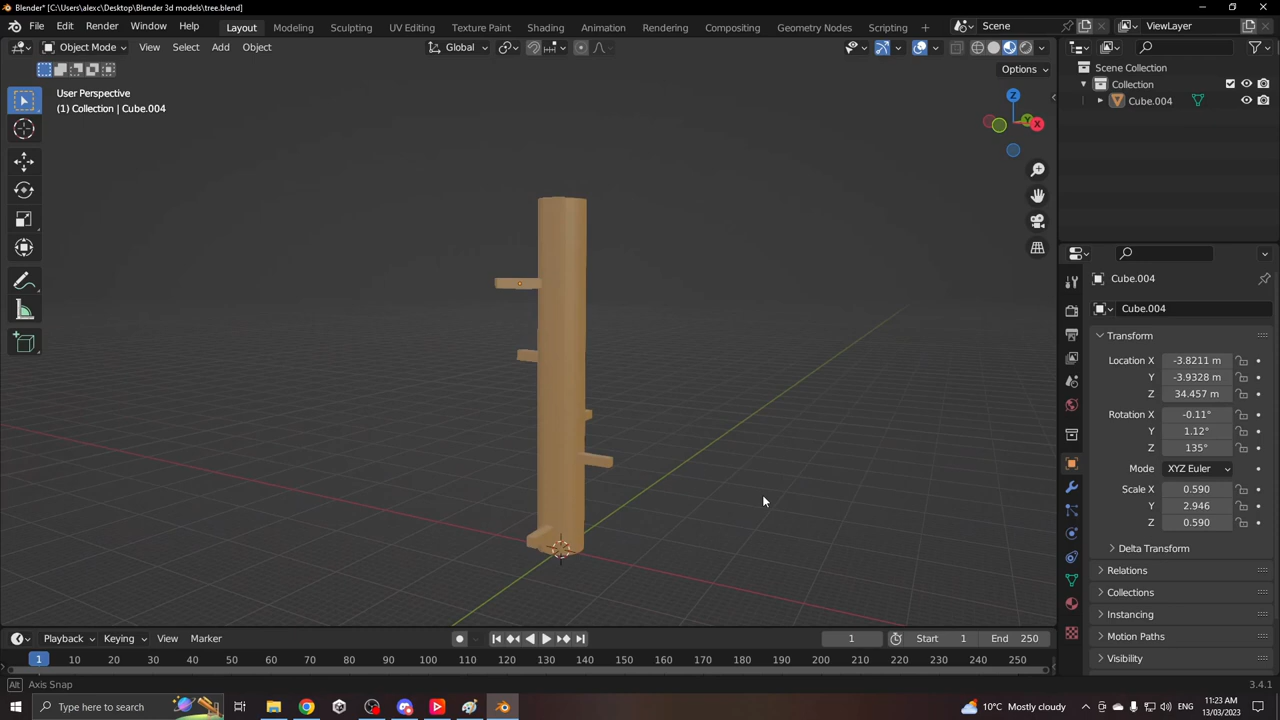 Blender* [C:\Users\alexc\Desktop\Blender 3d models\tree.blend]
File Edit Render Window Help
Layout Modeling Sculpting UV Editing Texture Paint Shading Animation Rendering Compositing Geometry Nodes Scripting
Scene
ViewLayer
Object Mode View Select Add Object
Global
Options
User Perspective
(1) Collection | Cube.004
Z
Y
X
Scene Collection
Collection
Cube.004
Cube.004
Cube.004
Transform
Location X -3.8211 m
Y -3.9328 m
Z 34.457 m
Rotation X -0.11°
Y 1.12°
Z 135°
Mode XYZ Euler
Scale X 0.590
Y 2.946
Z 0.590
Delta Transform
Relations
Collections
Instancing
Motion Paths
Visibility
Playback Keying View Marker
1
Start 1
End 250
1 10 20 30 40 50 60 70 80 90 100 110 120 130 140 150 160 170 180 190 200 210 220 230 240 250
Alt Axis Snap
3.4.1
Type here to search
10°C Mostly cloudy
11:23 AM
13/03/2023